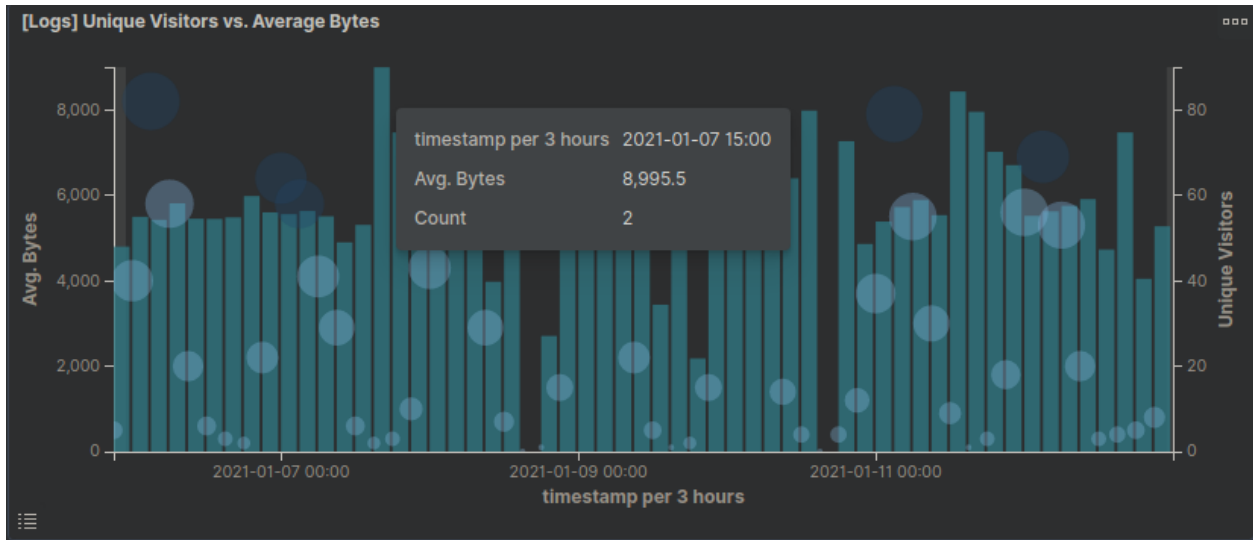 [Logs] Unique Visitors vs. Average Bytes
8,000
6,000
4,000
2,000
0
Avg. Bytes
timestamp per 3 hours 2021-01-07 15:00
Avg. Bytes 8,995.5
Count 2
80
60
40
20
0
Unique Visitors
2021-01-07 00:00 2021-01-09 00:00 2021-01-11 00:00
timestamp per 3 hours